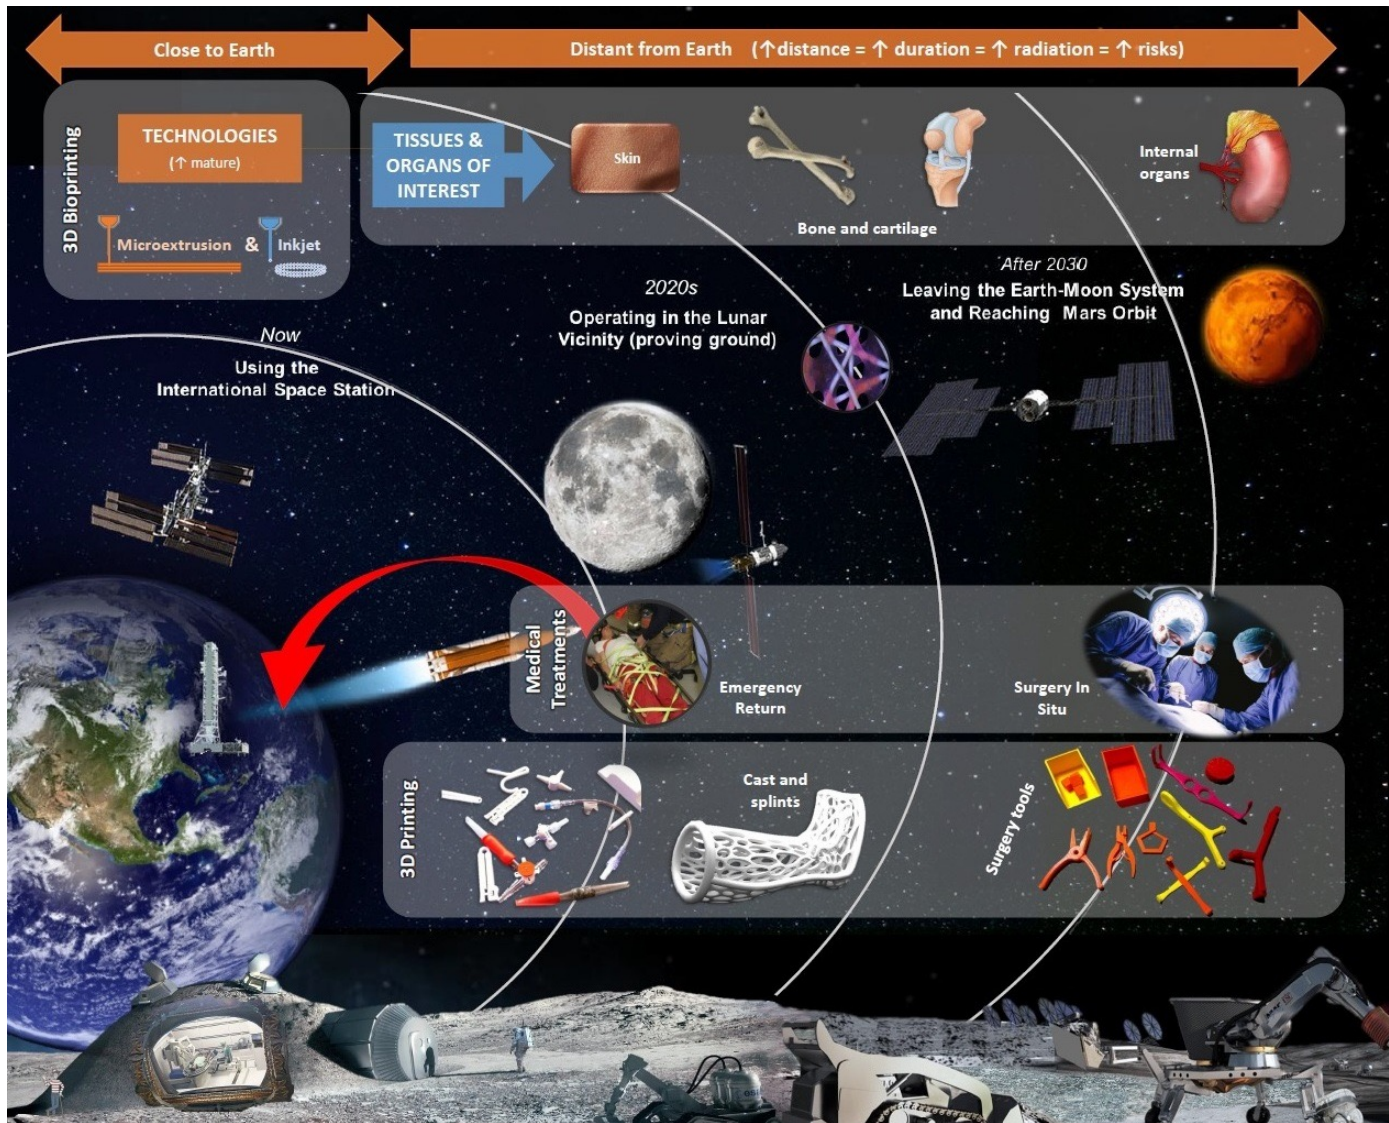 Close to Earth
Distant from Earth (↑distance = ↑ duration = ↑ radiation = ↑ risks)
3D Bioprinting
TECHNOLOGIES
(↑ mature)
Microextrusion & Inkjet
TISSUES &
ORGANS OF
INTEREST
Skin
Bone and cartilage
Internal
organs
Now
Using the
International Space Station
2020s
Operating in the Lunar
Vicinity (proving ground)
After 2030
Leaving the Earth-Moon System
and Reaching Mars Orbit
Medical
Treatments
Emergency
Return
Surgery In
Situ
3D Printing
Cast and
splints
Surgery tools